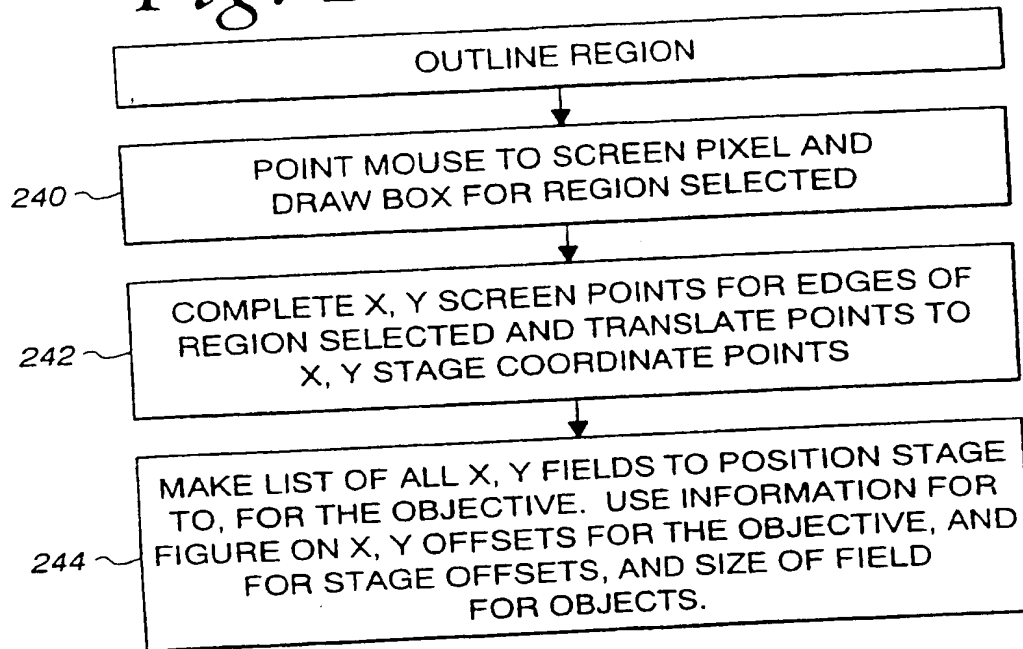 Fig.
OUTLINE REGION
240
POINT MOUSE TO SCREEN PIXEL AND
DRAW BOX FOR REGION SELECTED
242
COMPLETE X, Y SCREEN POINTS FOR EDGES OF
REGION SELECTED AND TRANSLATE POINTS TO
X, Y STAGE COORDINATE POINTS
244
MAKE LIST OF ALL X, Y FIELDS TO POSITION STAGE
TO, FOR THE OBJECTIVE. USE INFORMATION FOR
FIGURE ON X, Y OFFSETS FOR THE OBJECTIVE, AND
FOR STAGE OFFSETS, AND SIZE OF FIELD
FOR OBJECTS.